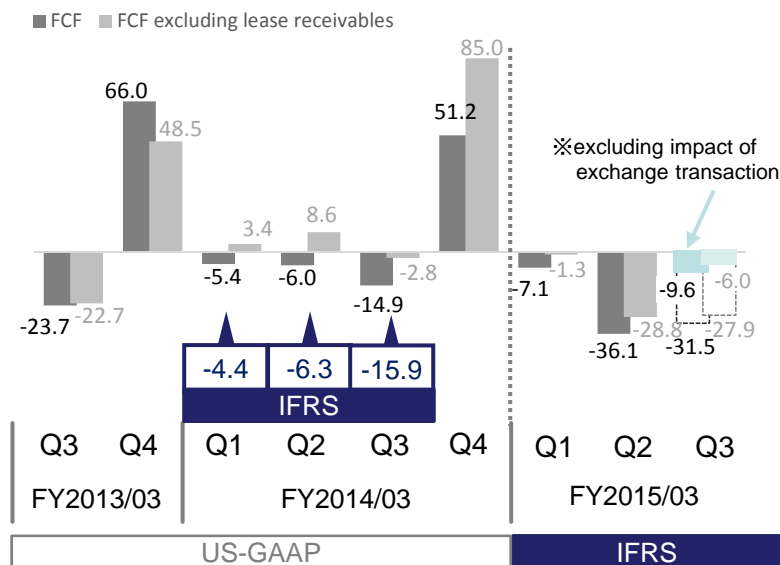 FCF FCF excluding lease receivables
85.0
66.0
48.5
51.2
※excluding impact of
exchange transaction
3.4
8.6
-5.4
-6.0
-2.8
-14.9
-23.7
-22.7
-7.1
-1.3
-9.6
-6.0
-36.1
-28.8
-31.5
-27.9
-4.4 -6.3 -15.9
IFRS
Q3 Q4 Q1 Q2 Q3 Q4 Q1 Q2 Q3
FY2013/03 FY2014/03 FY2015/03
US-GAAP IFRS